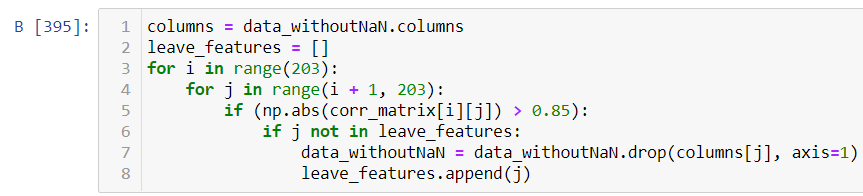 B [395]:
1 columns = data_withoutNaN.columns
2 leave_features = []
3 for i in range(203):
4     for j in range(i + 1, 203):
5         if (np.abs(corr_matrix[i][j]) > 0.85):
6             if j not in leave_features:
7                 data_withoutNaN = data_withoutNaN.drop(columns[j], axis=1)
8                 leave_features.append(j)